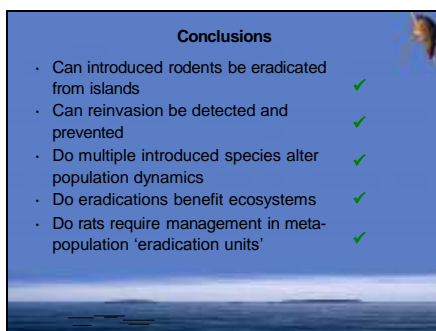 Conclusions
· Can introduced rodents be eradicated
from islands ✓
· Can reinvasion be detected and
prevented ✓
· Do multiple introduced species alter
population dynamics ✓
· Do eradications benefit ecosystems ✓
· Do rats require management in meta-
population ‘eradication units’ ✓